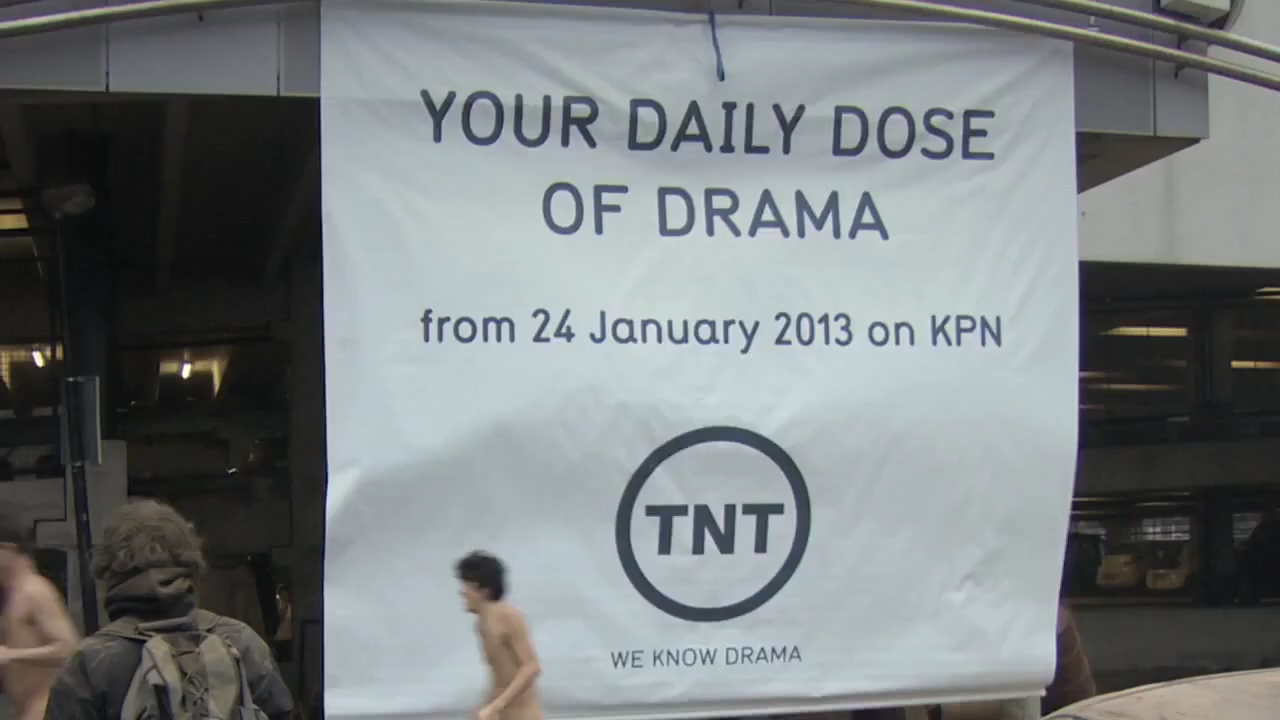 YOUR DAILY DOSE
OF DRAMA
from 24 January 2013 on KPN
TNT
WE KNOW DRAMA